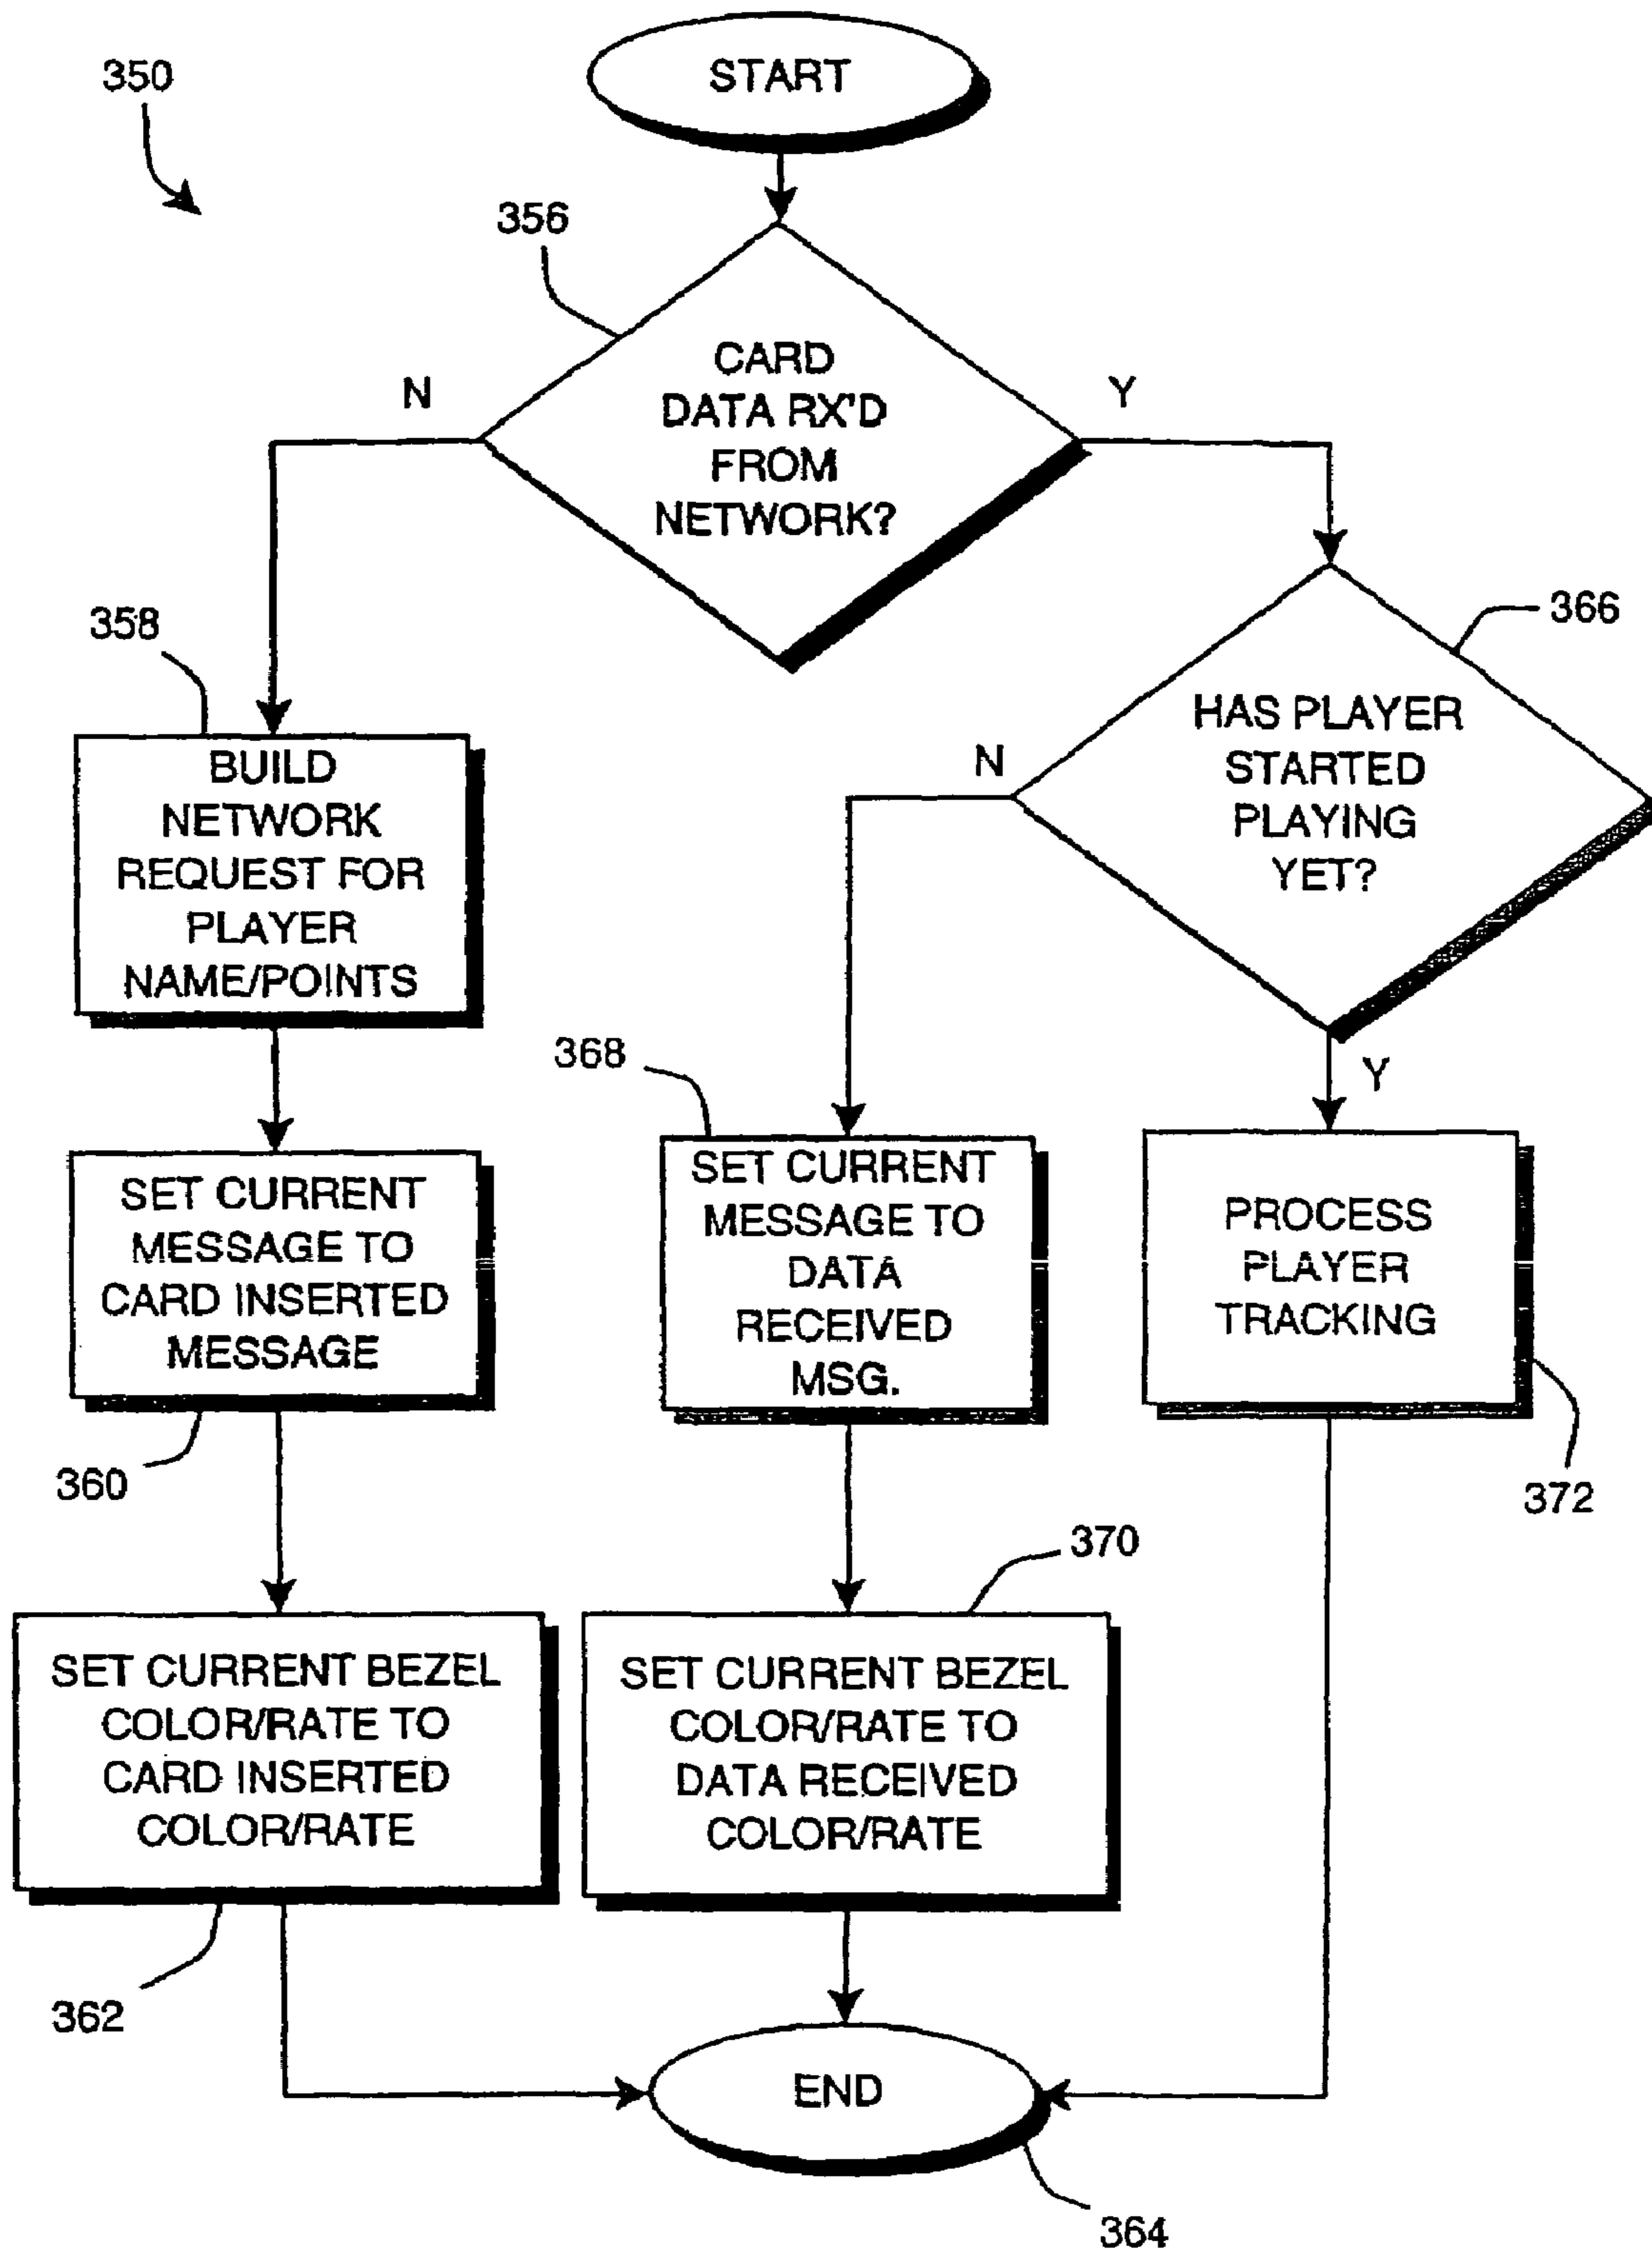 START
350
356
CARD
DATA RX'D
FROM
NETWORK?
N
Y
358
366
BUILD
NETWORK
REQUEST FOR
PLAYER
NAME/POINTS
HAS PLAYER
STARTED
PLAYING
YET?
N
Y
368
SET CURRENT
MESSAGE TO
CARD INSERTED
MESSAGE
SET CURRENT
MESSAGE TO
DATA
RECEIVED
MSG.
PROCESS
PLAYER
TRACKING
360
372
370
SET CURRENT BEZEL
COLOR/RATE TO
CARD INSERTED
COLOR/RATE
SET CURRENT BEZEL
COLOR/RATE TO
DATA RECEIVED
COLOR/RATE
362
END
364